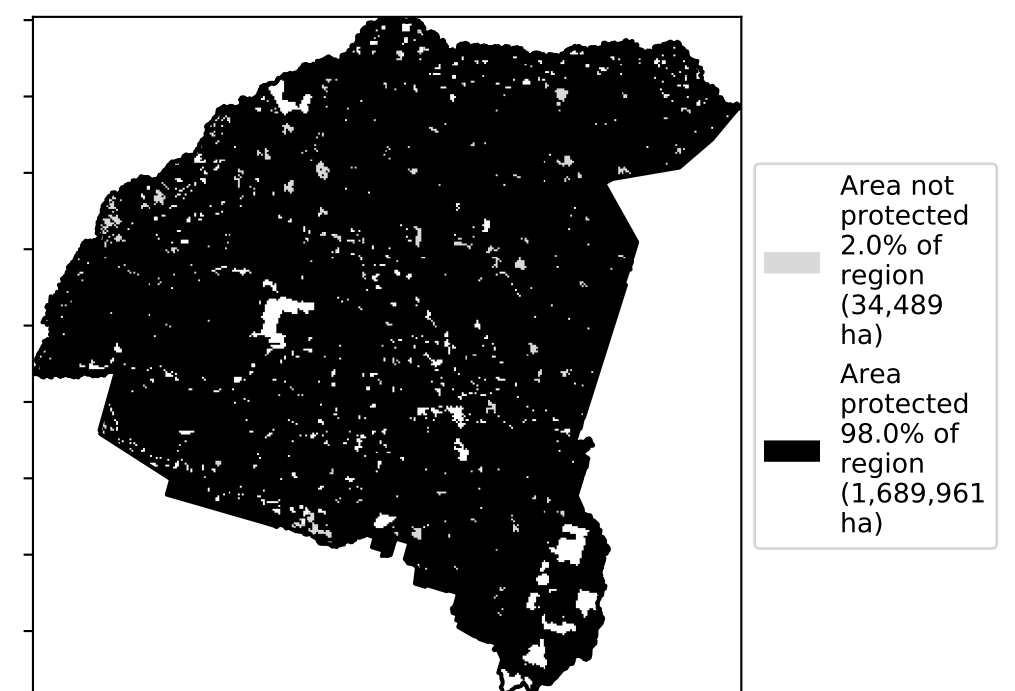 Area not
protected
2.0% of
region
(34,489
ha)
Area
protected
98.0% of
region
(1,689,961
ha)